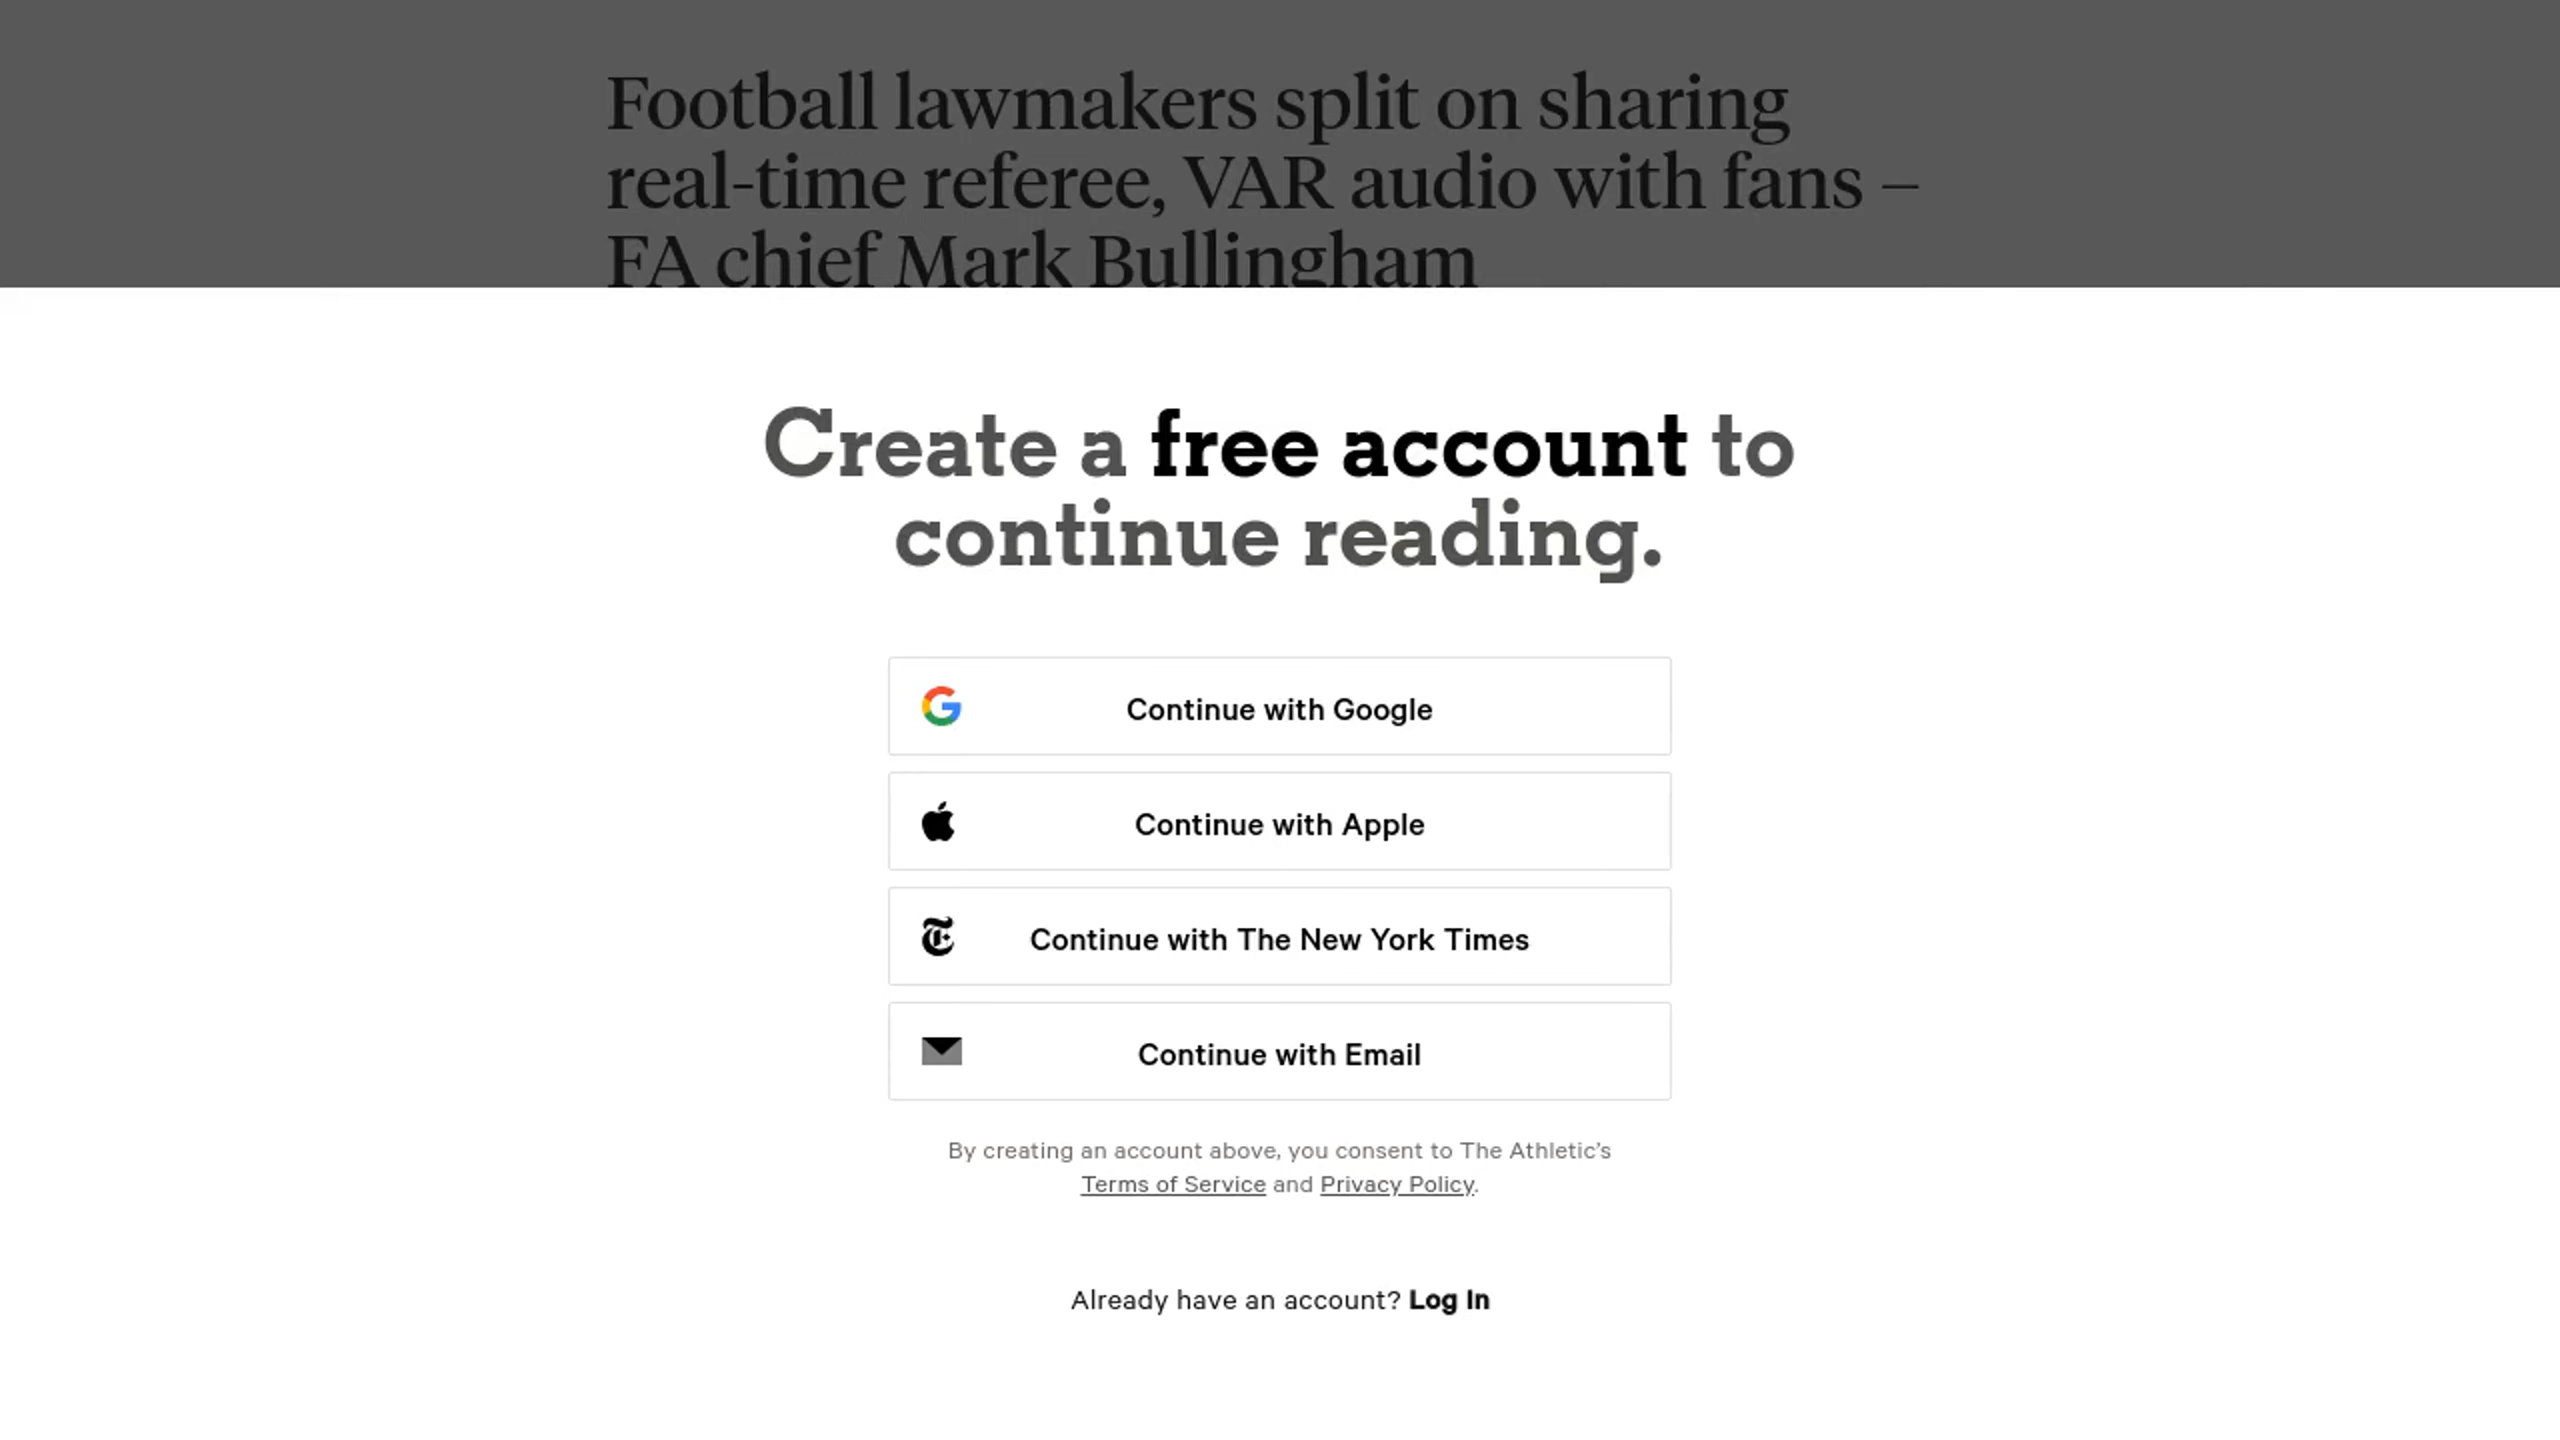 Football lawmakers split on sharing
real-time referee, VAR audio with fans –
FA chief Mark Bullingham
Create a free account to
continue reading.
Continue with Google
Continue with Apple
Continue with The New York Times
Continue with Email
By creating an account above, you consent to The Athletic’s
Terms of Service and Privacy Policy.
Already have an account? Log In